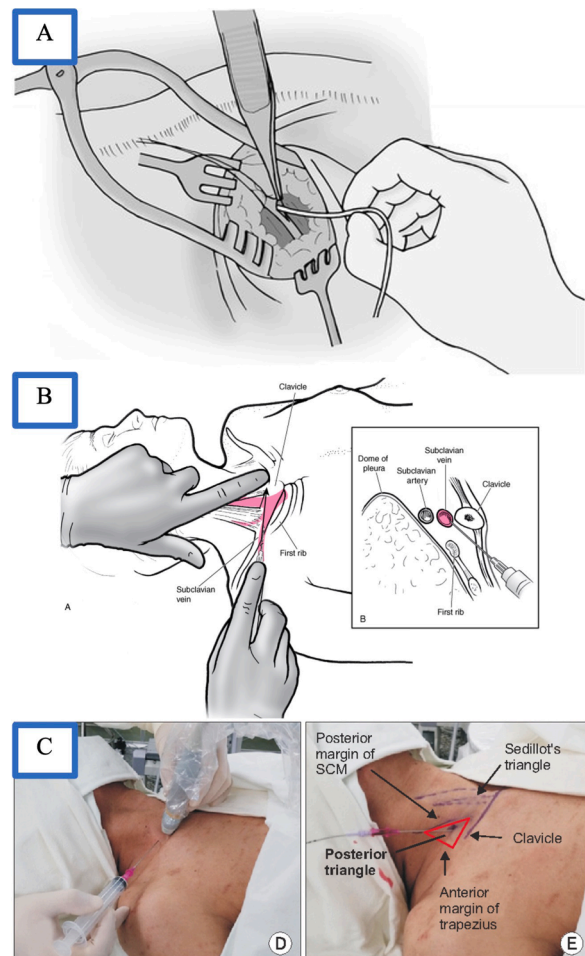 A
B
Clavicle
Subclavian
vein
First rib
A
Dome of
pleura
Subclavian
artery
Subclavian
vein
Clavicle
First rib
B
C
D
Posterior
margin of
SCM
Sedillot's
triangle
Posterior
triangle
Clavicle
Anterior
margin of
trapezius
E